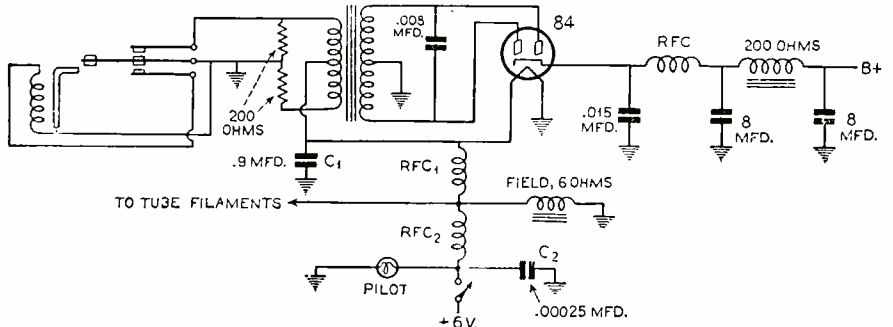 .008
MFD.
84
RFC
200 OHMS
B+
200
OHMS
.015
MFD.
8
MFD.
8
MFD.
.9 MFD.
C1
RFC1
FIELD, 6 OHMS
TO TUBE FILAMENTS
RFC2
C2
PILOT
.00025 MFD.
+6V.